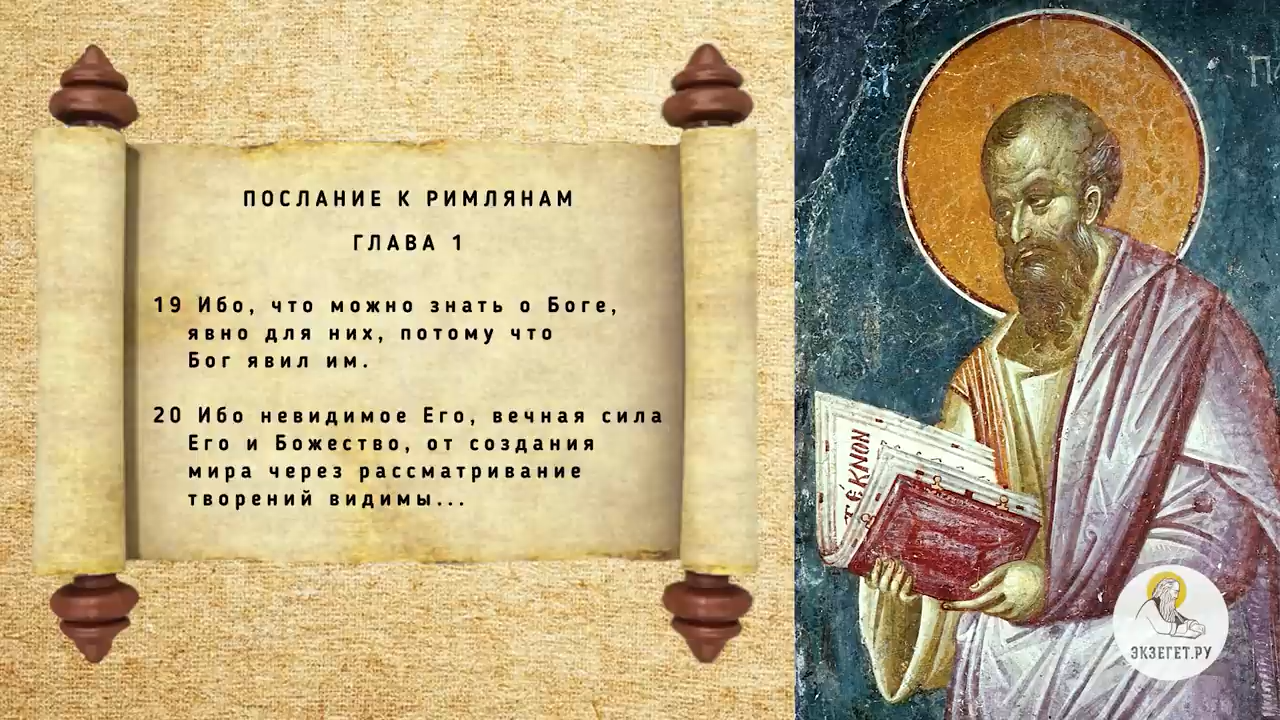 ПОСЛАНИЕ К РИМЛЯНАМ
ГЛАВА 1
19 Ибо, что можно знать о Боге,
явно для них, потому что
Бог явил им.
20 Ибо невидимое Его, вечная сила
Его и Божество, от создания
мира через рассматривание
творений видимы...
П
ТЕΚΝΟΝ
ЭКЗЕГЕТ.РУ